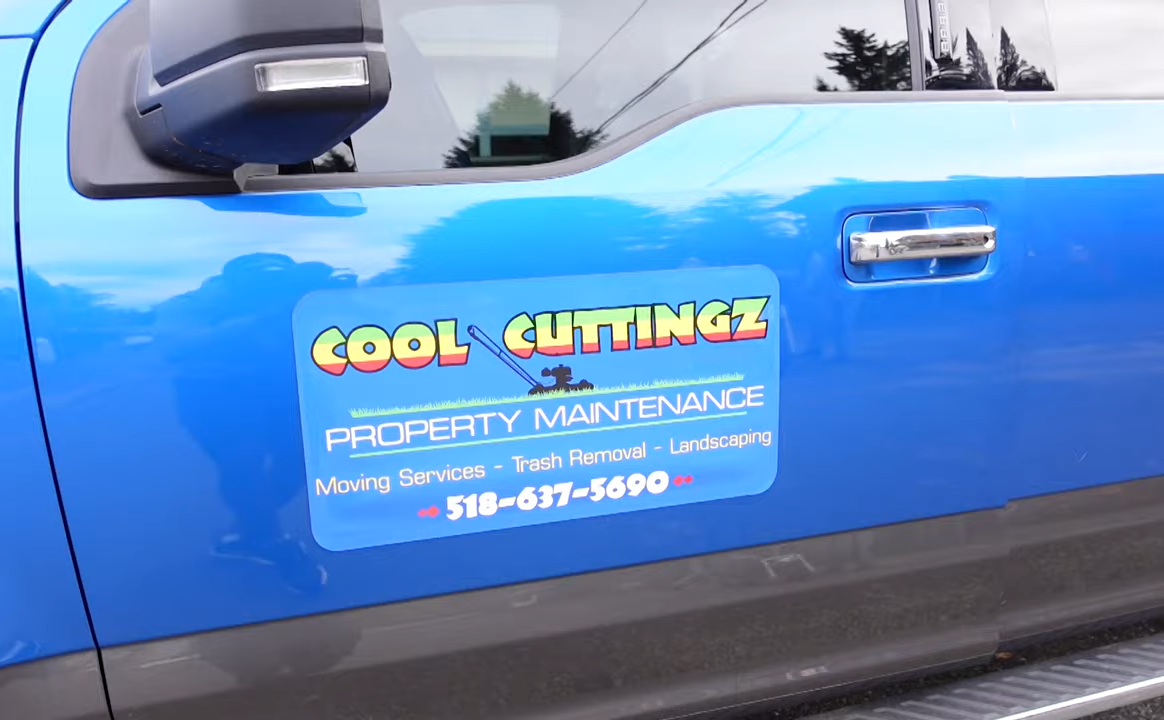 COOL CUTTINGZ
PROPERTY MAINTENANCE
Moving Services - Trash Removal - Landscaping
518-637-5690